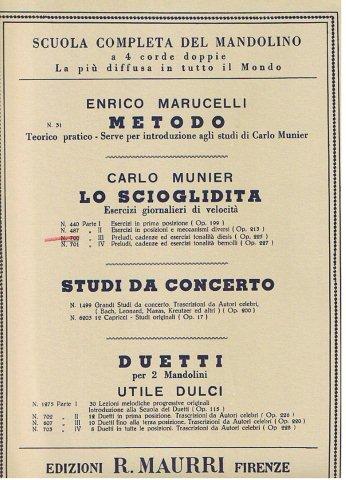 SCUOLA COMPLETA DEL MANDOLINO
a 4 corde doppie
La più diffusa in tutto il Mondo
ENRICO MARUCELLI
N. 31 METODO
Teorico pratico - Serve per introduzione agli studi di Carlo Munier
CARLO MUNIER
LO SCIOGLIDITA
Esercizi giornalieri di velocità
N. 440 Parte I Esercizi in prima posizione ( Op. 199 )
N. 487 „ II Esercizi in posizioni e meccanismi diversi ( Op. 213 )
N. 700 „ III Preludi, cadenze ed esercizi tonalità diesis ( Op. 225 )
N. 701 „ IV Preludi, cadenze ed esercizi tonalità bemolli ( Op. 227 )
STUDI DA CONCERTO
N. 1499 Grandi Studi da concerto. Trascrizioni da Autori celebri,
( Bach, Leonard, Mazas, Kreutzer ed altri ) ( Op. 200 )
N. 6203 12 Capricci - Studi originali ( Op. 17 )
DUETTI
per 2 Mandolini
UTILE DULCI
N. 1275 Parte I 30 Lezioni melodiche progressive originali
Introduzione alla Scuola dei Duetti ( Op. 115 )
N. 702 „ II 12 Duetti in prima posizione. Trascrizioni da Autori celebri ( Op. 226 )
N. 607 „ III 10 Duetti fino alla terza posizione. Trascrizioni da Autori celebri ( Op. 220 )
N. 703 „ IV 6 Duetti in tutte le posizioni. Trascrizioni da Autori celebri ( Op. 228 )
EDIZIONI R. MAURRI FIRENZE